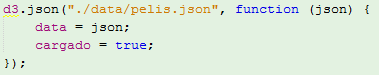 d3.json("./data/pelis.json", function (json) {
    data = json;
    cargado = true;
});